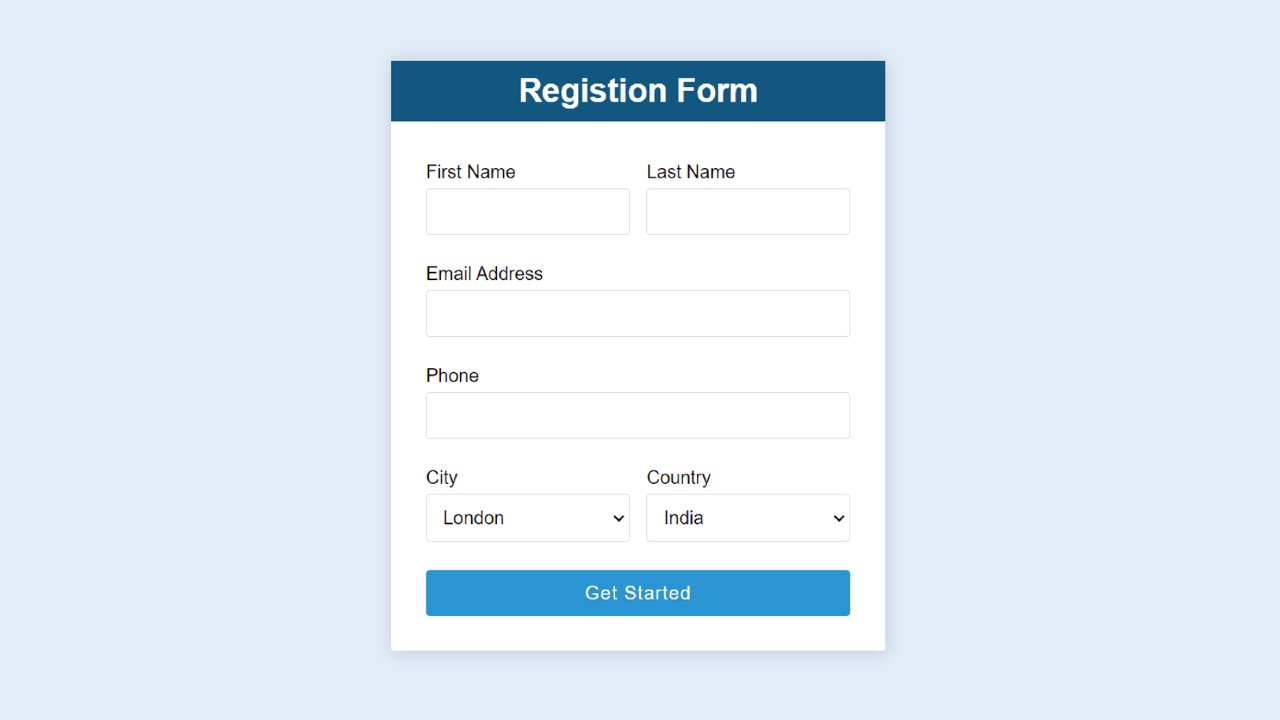 Registion Form
First Name Last Name
Email Address
Phone
City Country
London India
Get Started